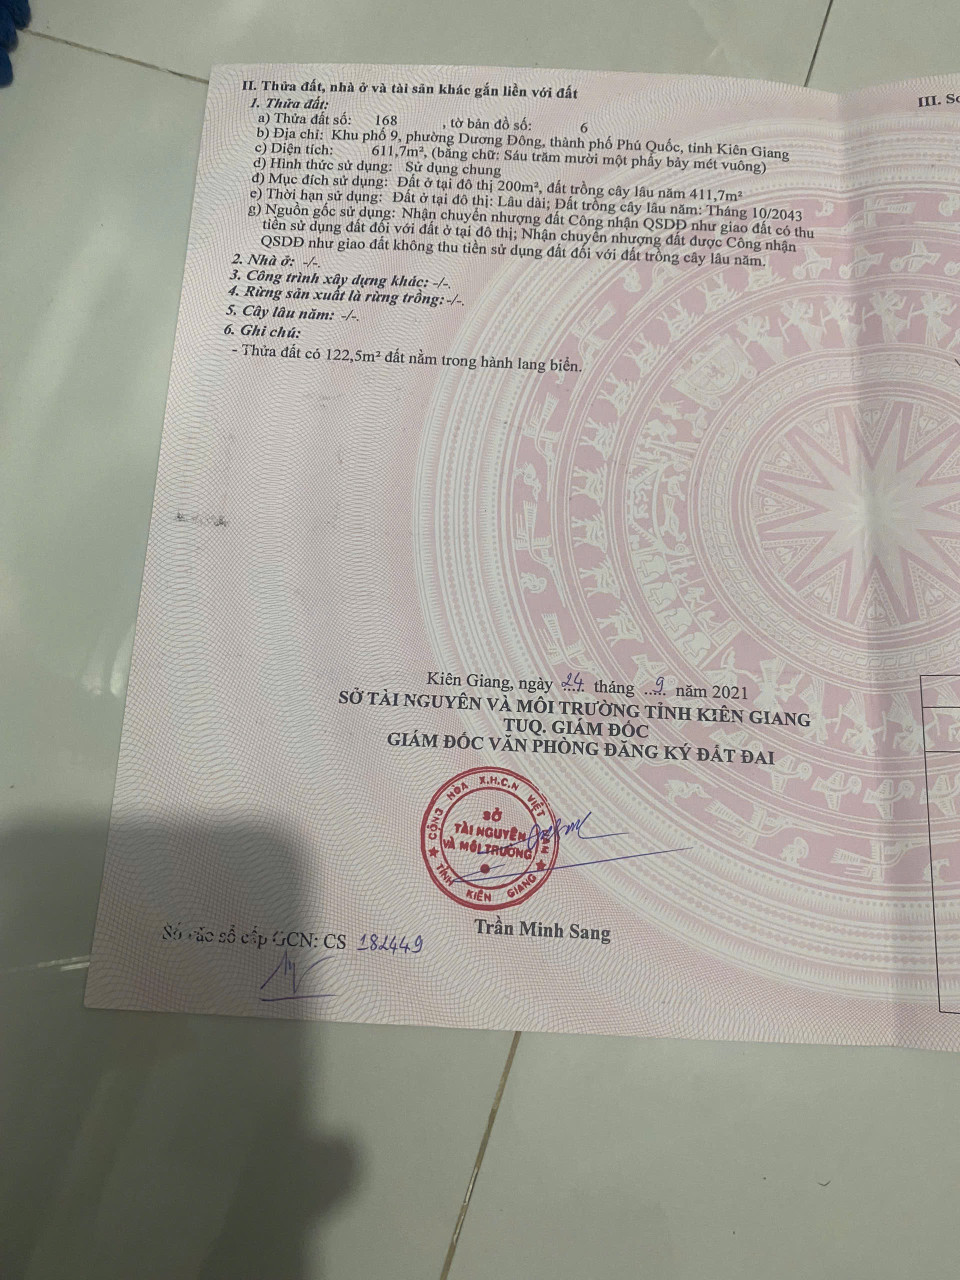 II. Thửa đất, nhà ở và tài sản khác gắn liền với đất
III. Sơ
1. Thửa đất:
a) Thửa đất số: 168 , tờ bản đồ số: 6
b) Địa chỉ: Khu phố 9, phường Dương Đông, thành phố Phú Quốc, tỉnh Kiên Giang
c) Diện tích: 611,7m², (bằng chữ: Sáu trăm mười một phẩy bảy mét vuông)
d) Hình thức sử dụng: Sử dụng chung
đ) Mục đích sử dụng: Đất ở tại đô thị 200m², đất trồng cây lâu năm 411,7m²
e) Thời hạn sử dụng: Đất ở tại đô thị: Lâu dài; Đất trồng cây lâu năm: Tháng 10/2043
g) Nguồn gốc sử dụng: Nhận chuyển nhượng đất Công nhận QSDĐ như giao đất có thu
tiền sử dụng đất đối với đất ở tại đô thị; Nhận chuyển nhượng đất được Công nhận
QSDĐ như giao đất không thu tiền sử dụng đất đối với đất trồng cây lâu năm.
2. Nhà ở: -/-.
3. Công trình xây dựng khác: -/-.
4. Rừng sản xuất là rừng trồng: -/-.
5. Cây lâu năm: -/-.
6. Ghi chú:
- Thửa đất có 122,5m² đất nằm trong hành lang biển.
Kiên Giang, ngày 24 tháng 9 năm 2021
SỞ TÀI NGUYÊN VÀ MÔI TRƯỜNG TỈNH KIÊN GIANG
TUQ. GIÁM ĐỐC
GIÁM ĐỐC VĂN PHÒNG ĐĂNG KÝ ĐẤT ĐAI
CỘNG HÒA X.H.C.N VIỆT NAM
SỞ
TÀI NGUYÊN
VÀ MÔI TRƯỜNG
TỈNH KIÊN GIANG
Trần Minh Sang
Số vào sổ cấp GCN: CS 182449